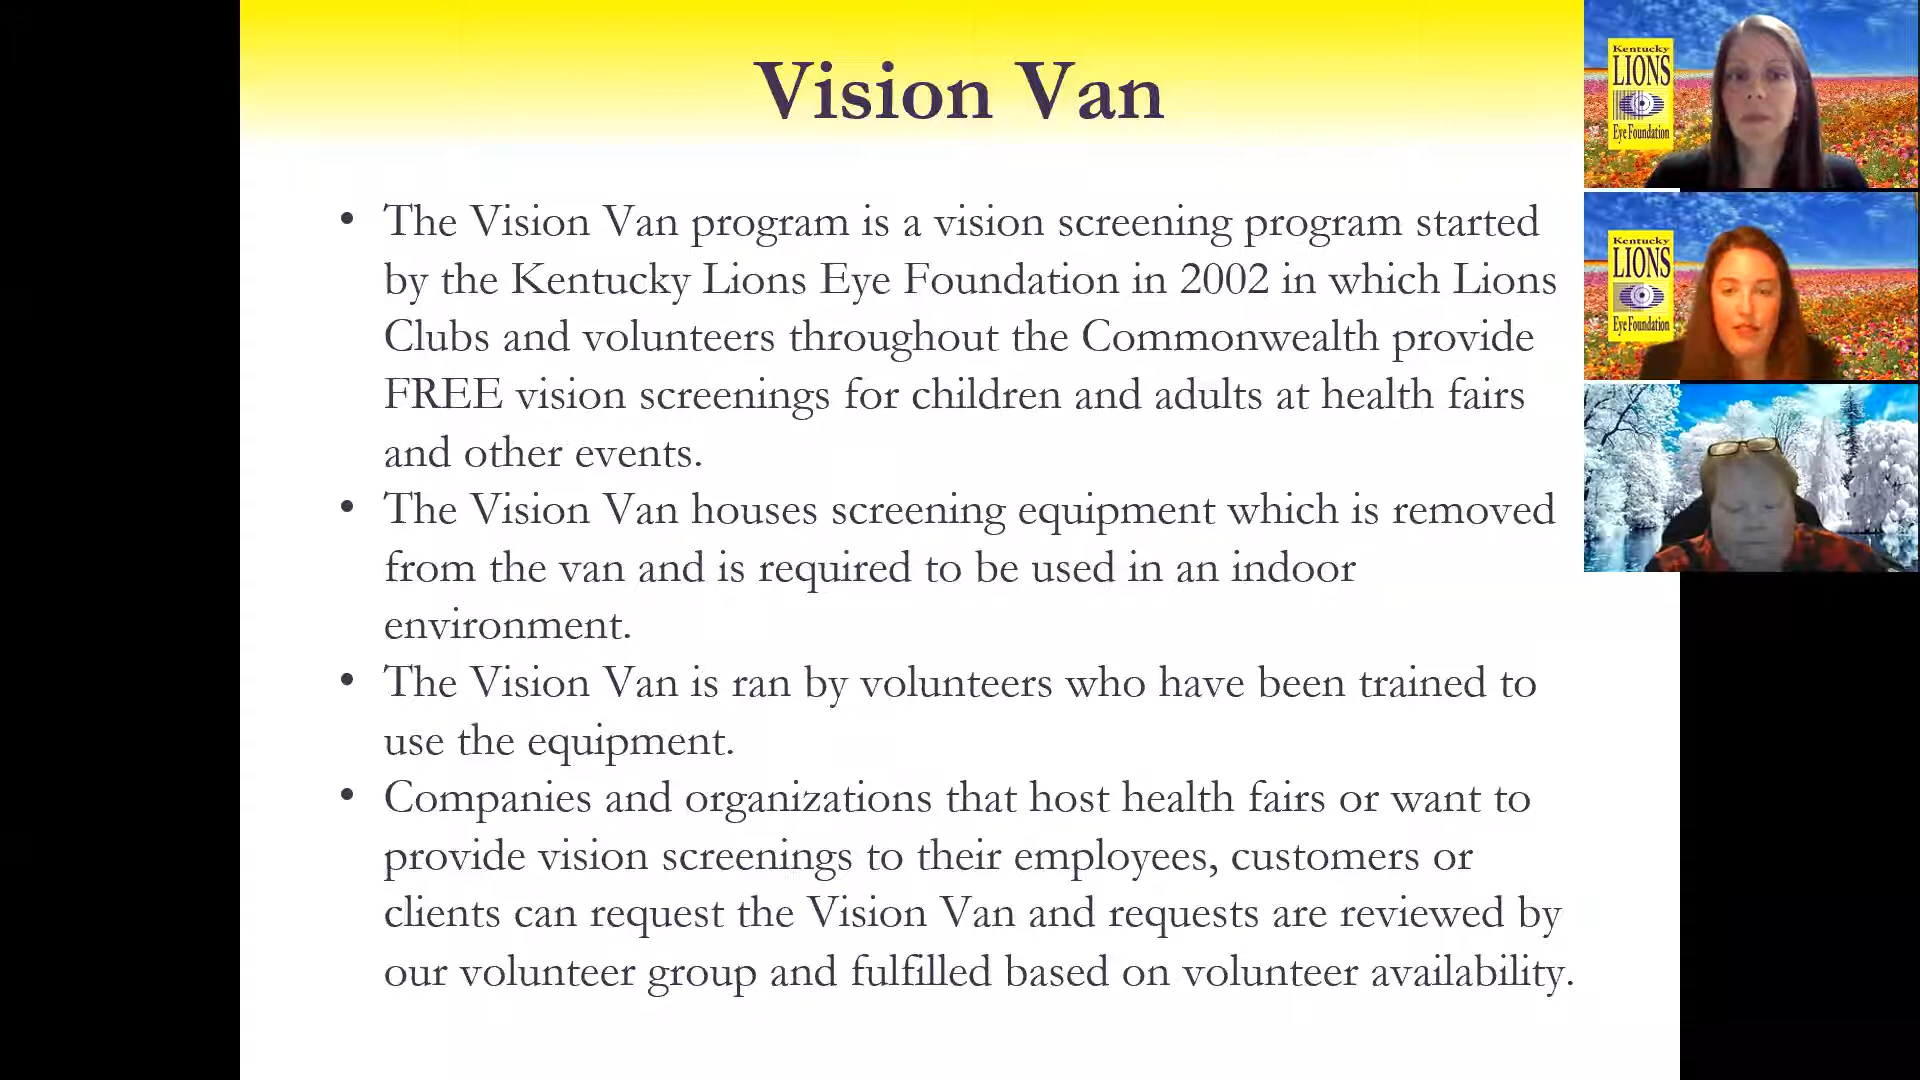 Vision Van
• The Vision Van program is a vision screening program started
by the Kentucky Lions Eye Foundation in 2002 in which Lions
Clubs and volunteers throughout the Commonwealth provide
FREE vision screenings for children and adults at health fairs
and other events.
• The Vision Van houses screening equipment which is removed
from the van and is required to be used in an indoor
environment.
• The Vision Van is ran by volunteers who have been trained to
use the equipment.
• Companies and organizations that host health fairs or want to
provide vision screenings to their employees, customers or
clients can request the Vision Van and requests are reviewed by
our volunteer group and fulfilled based on volunteer availability.
Kentucky
LIONS
Eye Foundation
Kentucky
LIONS
Eye Foundation